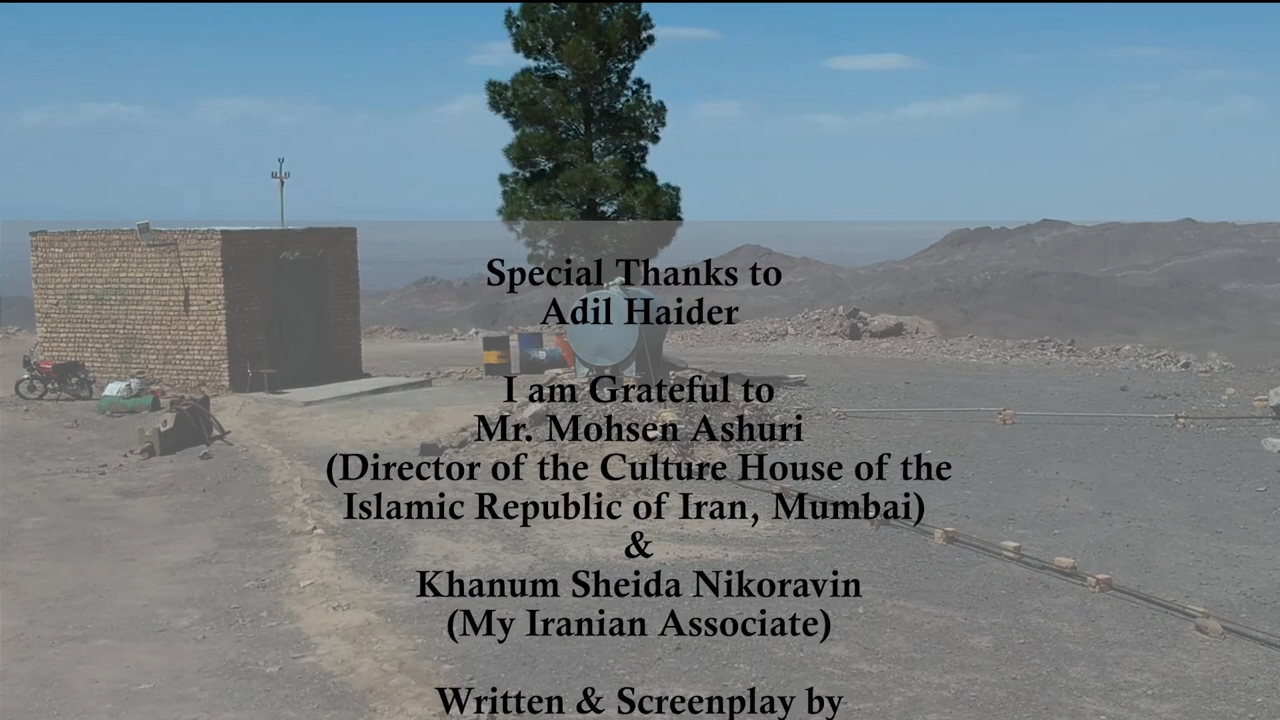 Special Thanks to
Adil Haider
I am Grateful to
Mr. Mohsen Ashuri
(Director of the Culture House of the
Islamic Republic of Iran, Mumbai)
&
Khanum Sheida Nikoravin
(My Iranian Associate)
Written & Screenplay by